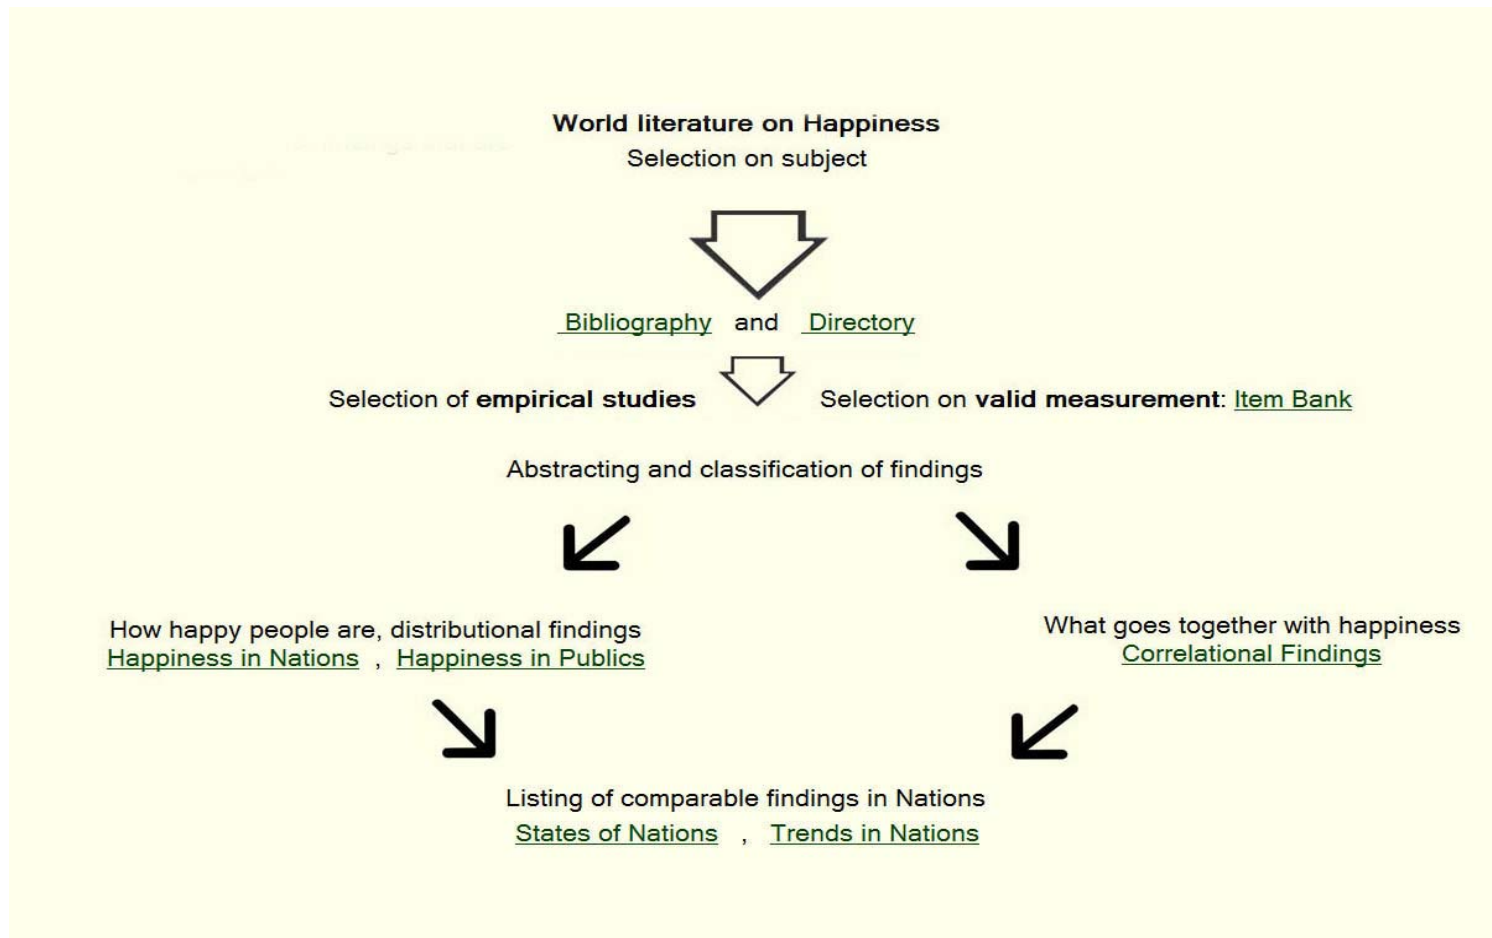 World literature on Happiness
Selection on subject
Bibliography and Directory
Selection of empirical studies Selection on valid measurement: Item Bank
Abstracting and classification of findings
How happy people are, distributional findings
Happiness in Nations , Happiness in Publics
What goes together with happiness
Correlational Findings
Listing of comparable findings in Nations
States of Nations , Trends in Nations